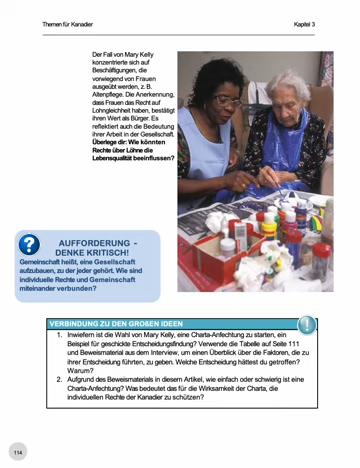 Themen für Kanadier Kapitel 3
Der Fall von Mary Kelly
konzentrierte sich auf
Beschäftigungen, die
vorwiegend von Frauen
ausgeübt werden, z. B.
Altenpflege. Die Anerkennung,
dass Frauen das Recht auf
Lohngleichheit haben, bestätigt
ihren Wert als Bürger. Es
reflektiert auch die Bedeutung
ihrer Arbeit in der Gesellschaft.
Überlege dir: Wie könnten
Rechte über Löhne die
Lebensqualität beeinflussen?
?
AUFFORDERUNG -
DENKE KRITISCH!
Gemeinschaft heißt, eine Gesellschaft
aufzubauen, zu der jeder gehört. Wie sind
individuelle Rechte und Gemeinschaft
miteinander verbunden?
VERBINDUNG ZU DEN GROßEN IDEEN
!
1. Inwiefern ist die Wahl von Mary Kelly, eine Charta-Anfechtung zu starten, ein
Beispiel für geschickte Entscheidungsfindung? Verwende die Tabelle auf Seite 111
und Beweismaterial aus dem Interview, um einen Überblick über die Faktoren, die zu
ihrer Entscheidung führten, zu geben. Welche Entscheidung hättest du getroffen?
Warum?
2. Aufgrund des Beweismaterials in diesem Artikel, wie einfach oder schwierig ist eine
Charta-Anfechtung? Was bedeutet das für die Wirksamkeit der Charta, die
individuellen Rechte der Kanadier zu schützen?
114